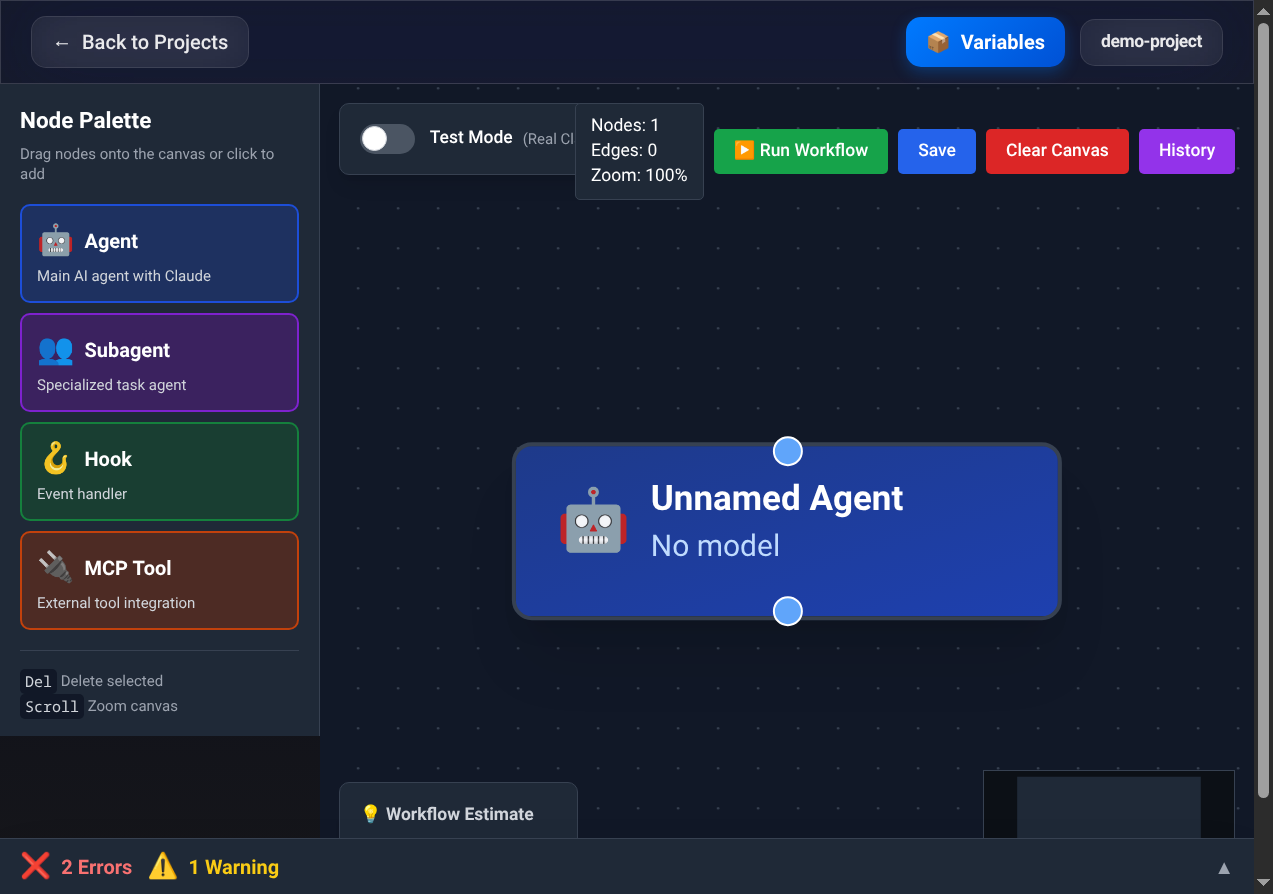 ← Back to Projects
Variables
demo-project
Node Palette
Drag nodes onto the canvas or click to
add
Agent
Main AI agent with Claude
Subagent
Specialized task agent
Hook
Event handler
MCP Tool
External tool integration
Del Delete selected
Scroll Zoom canvas
Test Mode (Real Cl
Nodes: 1
Edges: 0
Zoom: 100%
Run Workflow
Save
Clear Canvas
History
Unnamed Agent
No model
Workflow Estimate
2 Errors
1 Warning